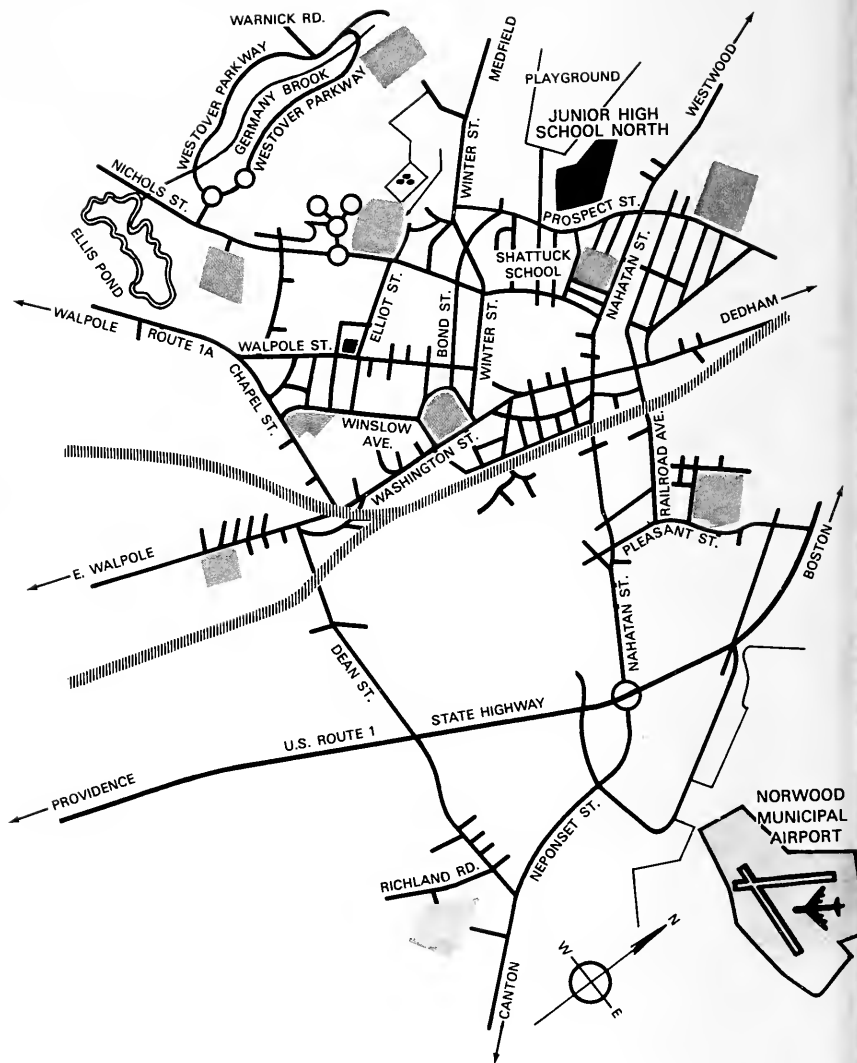 WARNICK RD.
WESTOVER PARKWAY
GERMANY BROOK
WESTOVER PARKWAY
MEDFIELD
PLAYGROUND
WESTWOOD
JUNIOR HIGH
SCHOOL NORTH
WINTER ST.
NICHOLS ST.
PROSPECT ST.
ELLIS POND
SHATTUCK
SCHOOL
NAHATAN ST.
ELLIOT ST.
BOND ST.
WINTER ST.
DEDHAM
WALPOLE
ROUTE 1A
WALPOLE ST.
CHAPEL ST.
WINSLOW
AVE.
WASHINGTON ST.
RAILROAD AVE.
E. WALPOLE
PLEASANT ST.
BOSTON
NAHATAN ST.
DEAN ST.
STATE HIGHWAY
U.S. ROUTE 1
PROVIDENCE
NORWOOD
MUNICIPAL
AIRPORT
NEPONSET ST.
RICHLAND RD.
N
W
E
CANTON